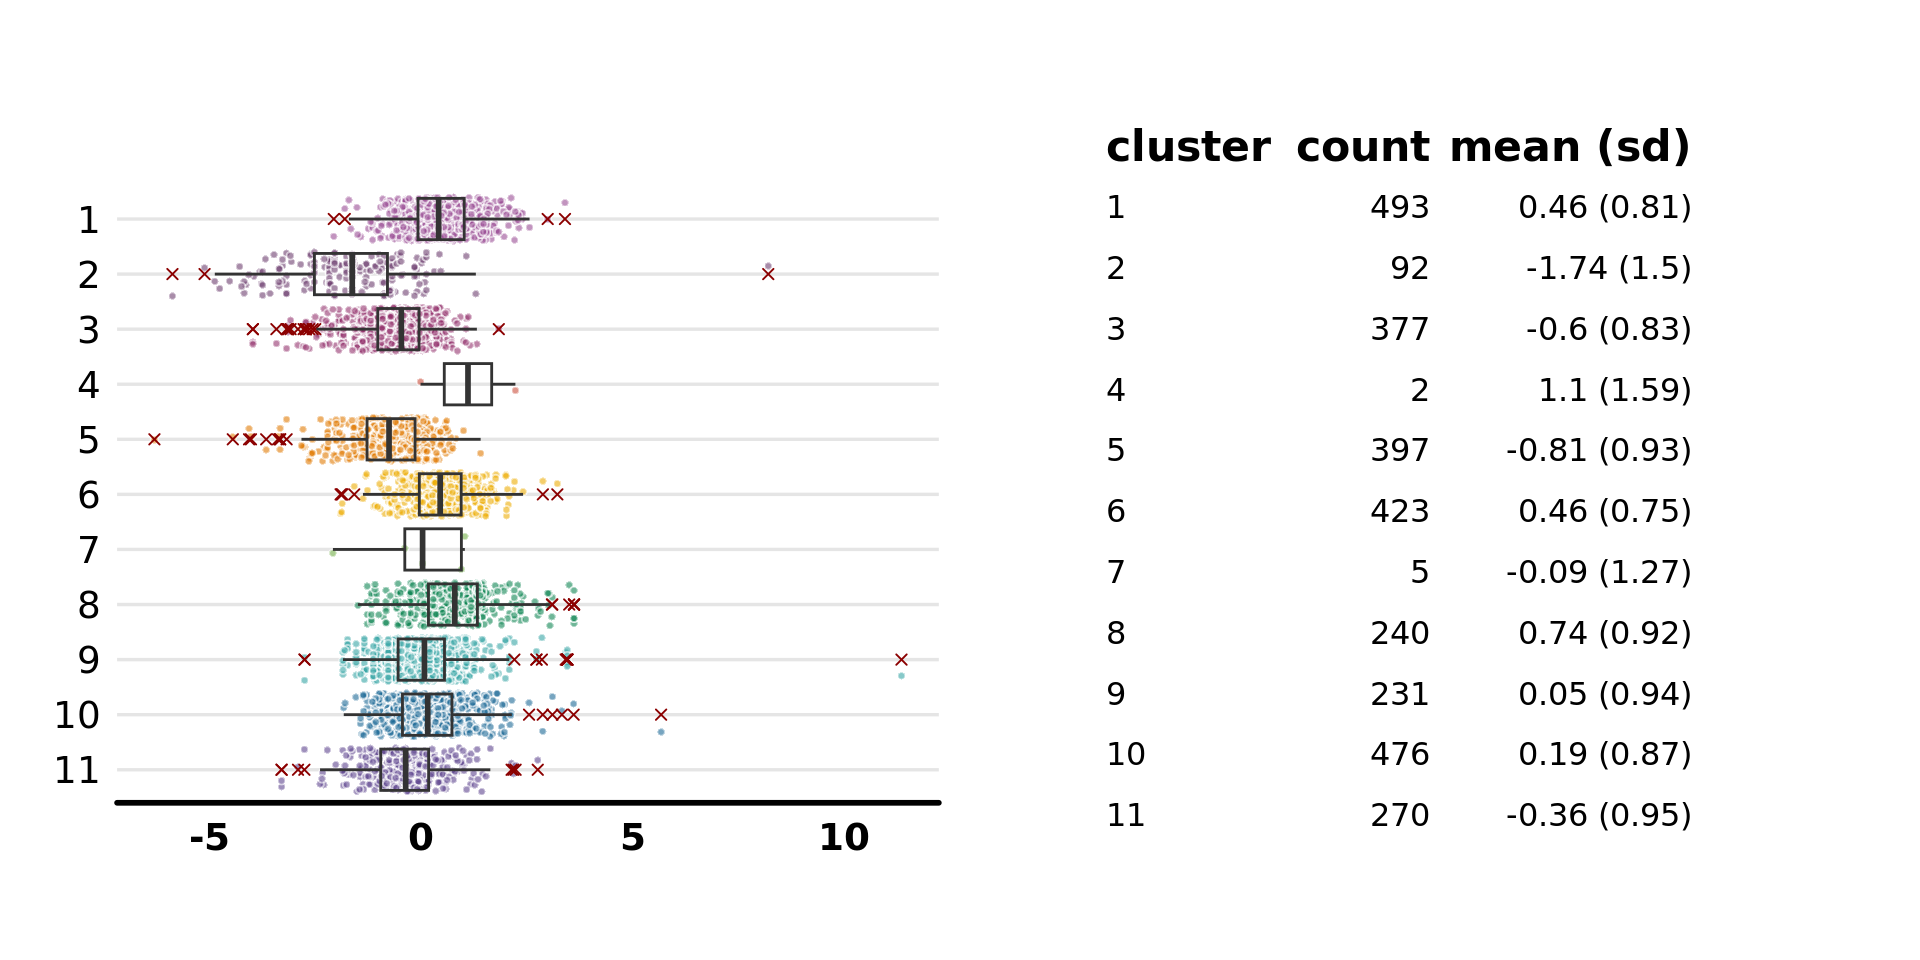 cluster count mean (sd)
1 493 0.46 (0.81)
2 92 -1.74 (1.5)
3 377 -0.6 (0.83)
4 2 1.1 (1.59)
5 397 -0.81 (0.93)
6 423 0.46 (0.75)
7 5 -0.09 (1.27)
8 240 0.74 (0.92)
9 231 0.05 (0.94)
10 476 0.19 (0.87)
11 270 -0.36 (0.95)
1
2
3
4
5
6
7
8
9
10
11
-5 0 5 10